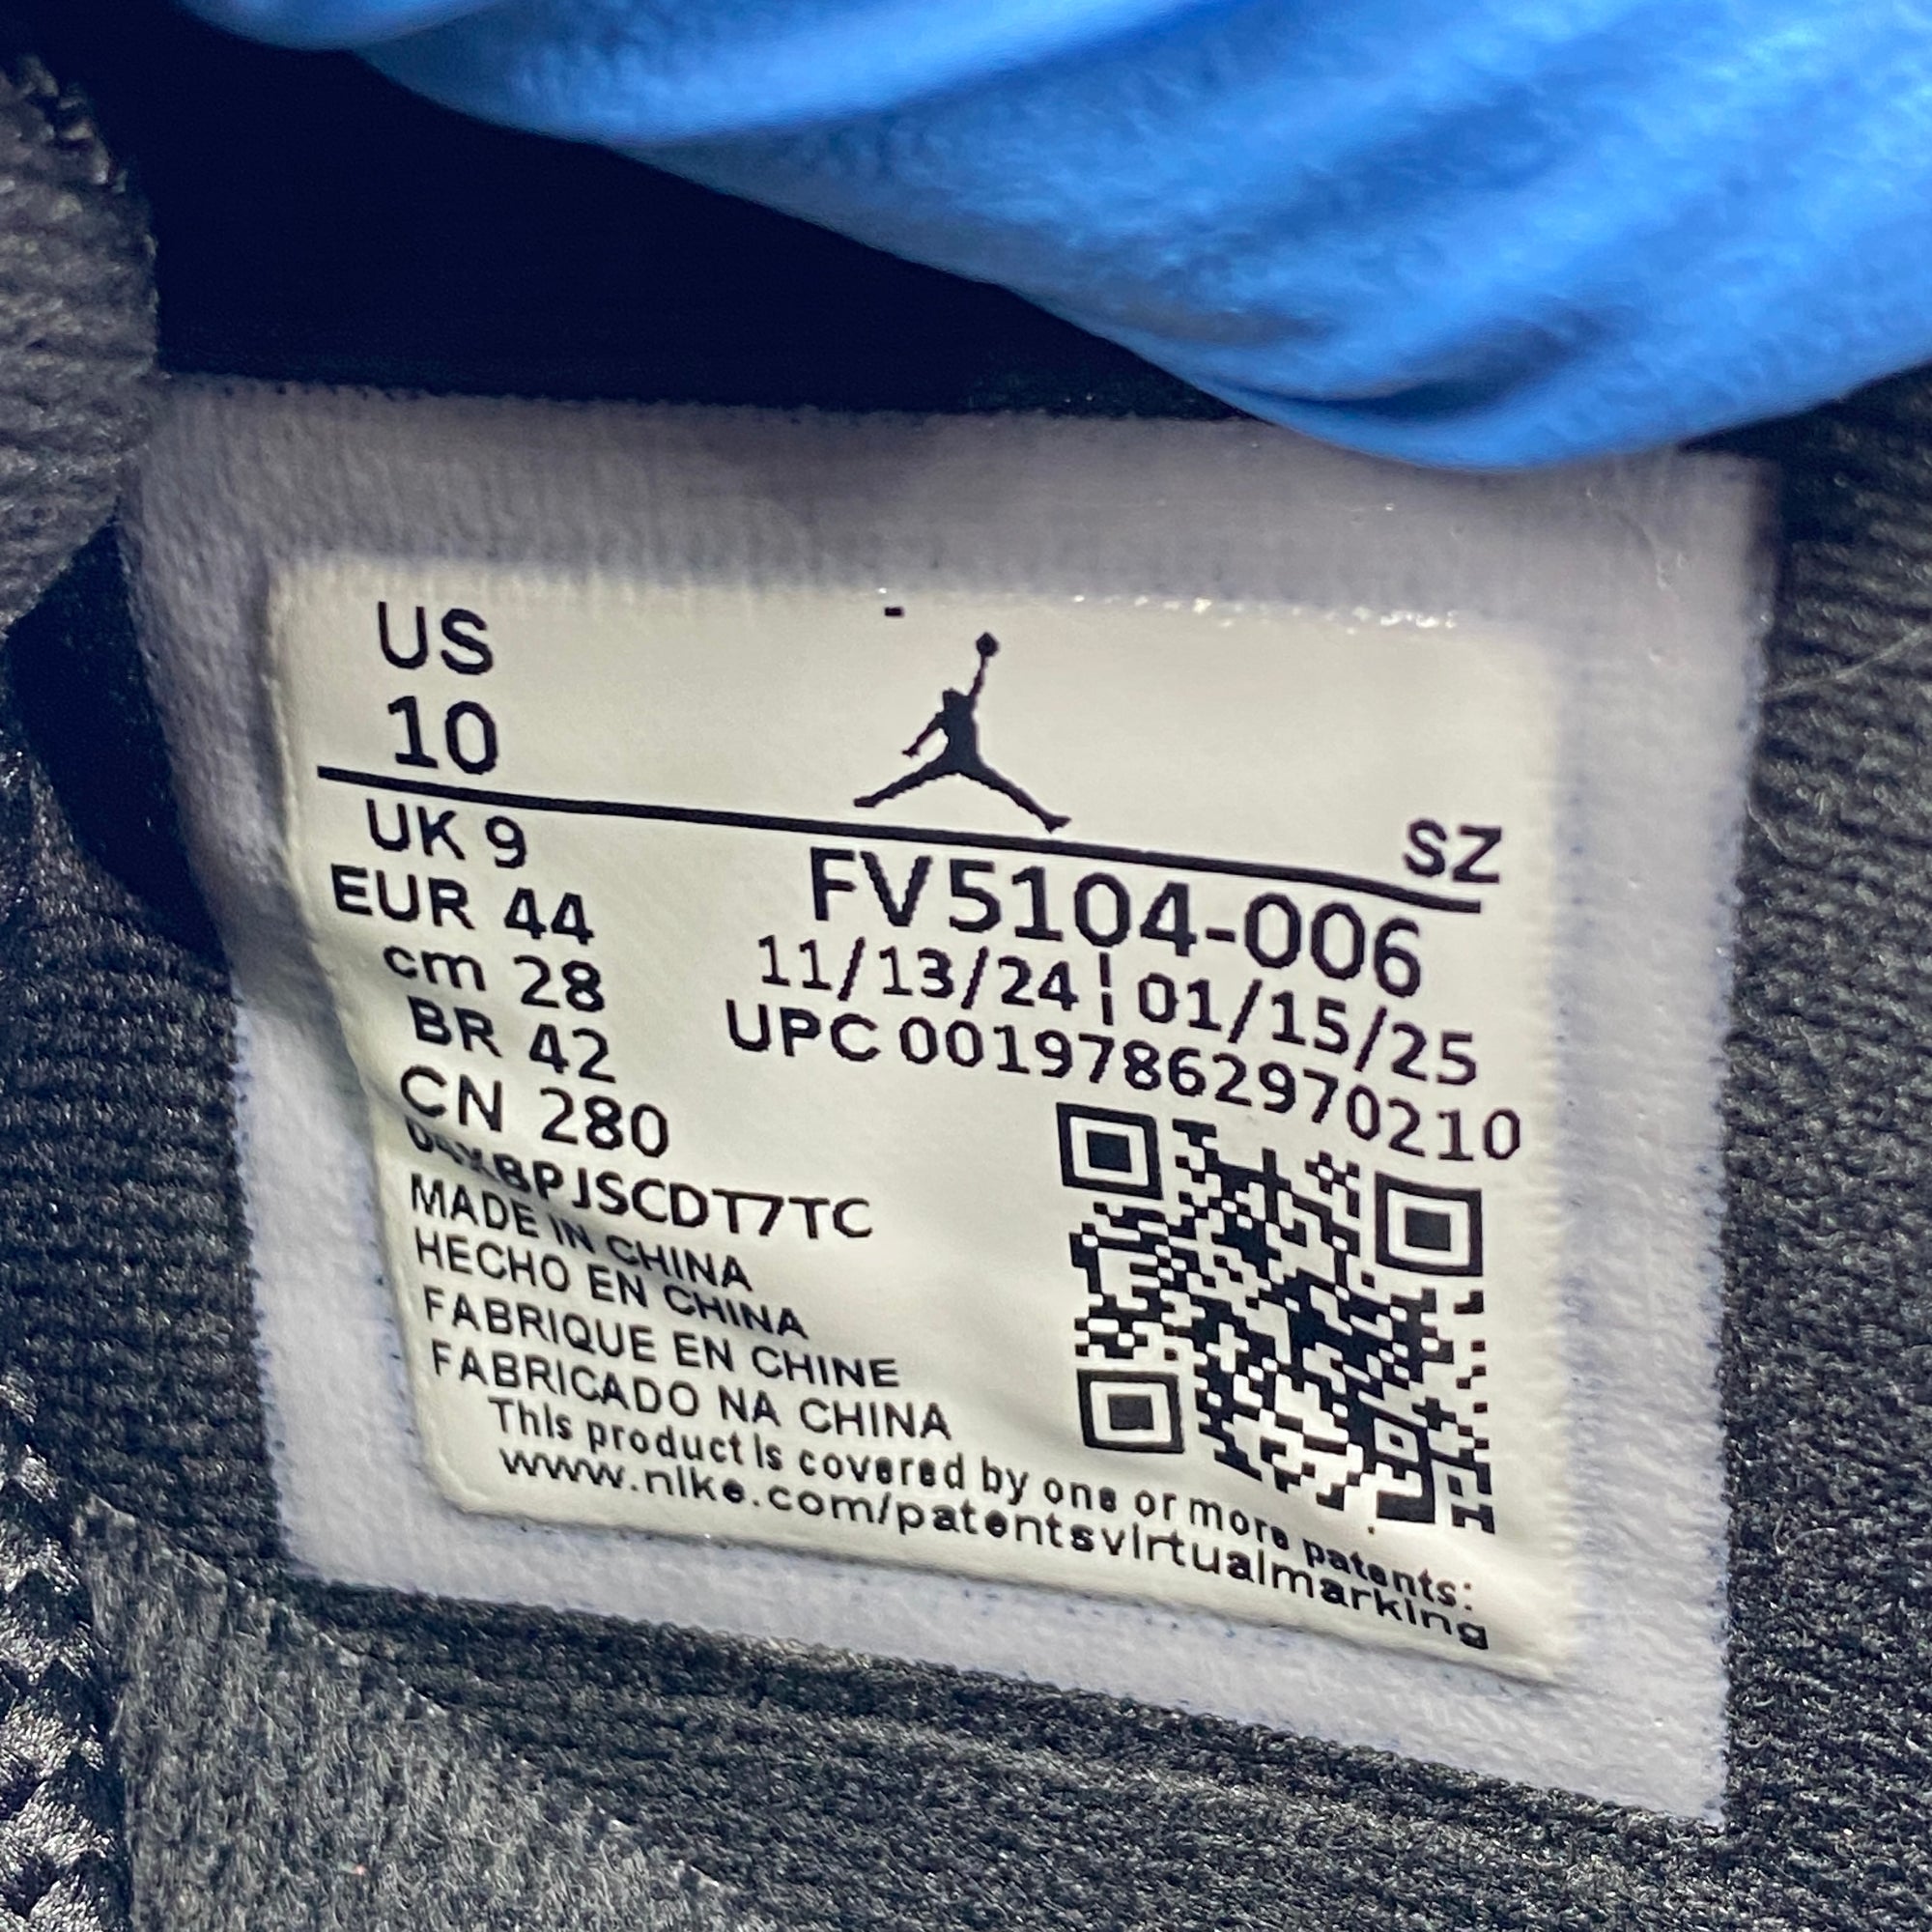 US
10
SZ
UK 9
EUR 44
cm 28
BR 42
CN 280
FV5104-006
11/13/24 ¦ 01/15/25
UPC 00197862970210
MADE IN CHINA
HECHO EN CHINA
FABRIQUE EN CHINE
FABRICADO NA CHINA
This product is covered by one or more patents:
www.nike.com/patentsvirtualmarking